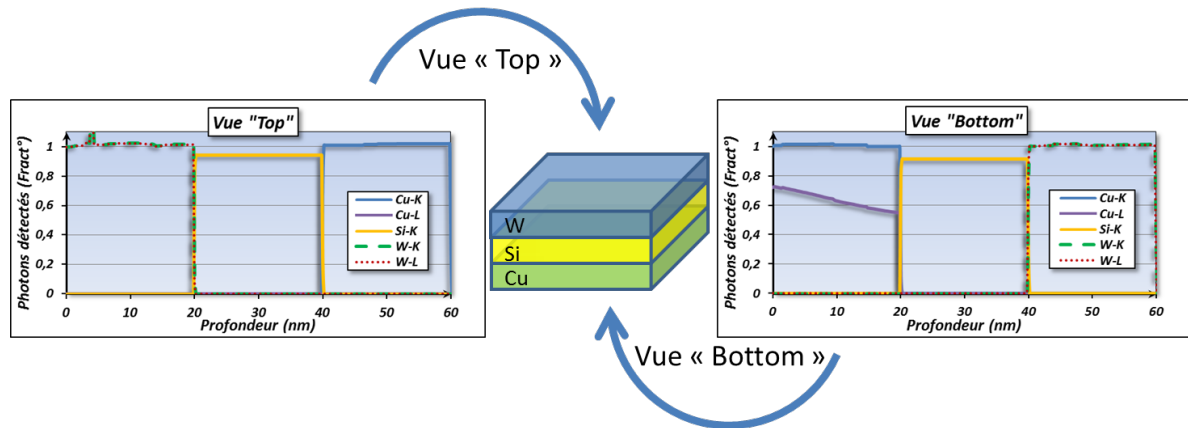 Vue « Top »
Vue "Top"
Photons détectés (Fract°)
1
0,8
0,6
0,4
0,2
0
Cu-K
Cu-L
Si-K
W-K
W-L
0 10 20 30 40 50 60
Profondeur (nm)
W
Si
Cu
Vue "Bottom"
Photons détectés (Fract°)
1
0,8
0,6
0,4
0,2
0
Cu-K
Cu-L
Si-K
W-K
W-L
0 10 20 30 40 50 60
Profondeur (nm)
Vue « Bottom »